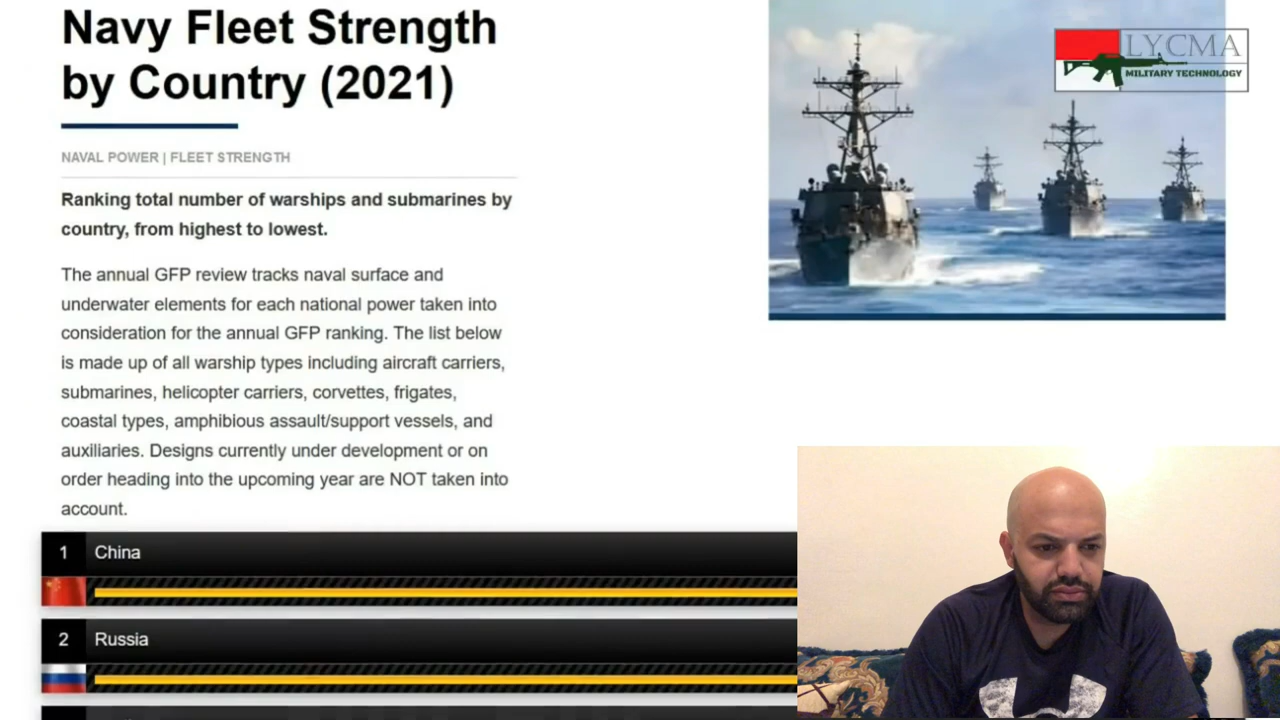 Navy Fleet Strength
by Country (2021)
NAVAL POWER | FLEET STRENGTH
Ranking total number of warships and submarines by
country, from highest to lowest.
The annual GFP review tracks naval surface and
underwater elements for each national power taken into
consideration for the annual GFP ranking. The list below
is made up of all warship types including aircraft carriers,
submarines, helicopter carriers, corvettes, frigates,
coastal types, amphibious assault/support vessels, and
auxiliaries. Designs currently under development or on
order heading into the upcoming year are NOT taken into
account.
1 China
2 Russia
LYCMA
MILITARY TECHNOLOGY